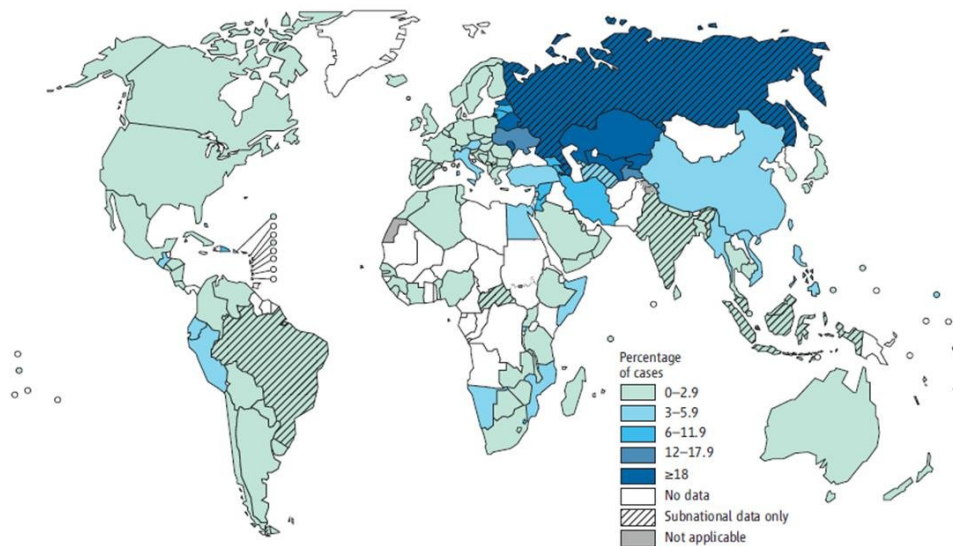 Percentage
of cases
0–2.9
3–5.9
6–11.9
12–17.9
≥18
No data
Subnational data only
Not applicable